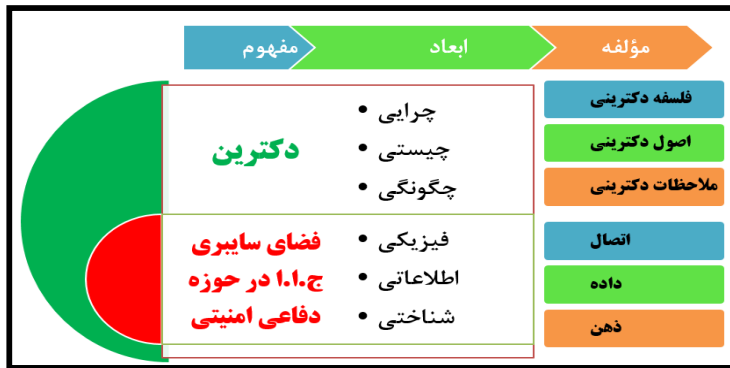 مفهوم
ابعاد
مؤلفه
دکترین
• چرایی
• چیستی
• چگونگی
فلسفه دکترینی
اصول دکترینی
ملاحظات دکترینی
فضای سایبری
ج.ا.ا در حوزه
دفاعی امنیتی
• فیزیکی
• اطلاعاتی
• شناختی
اتصال
داده
ذهن